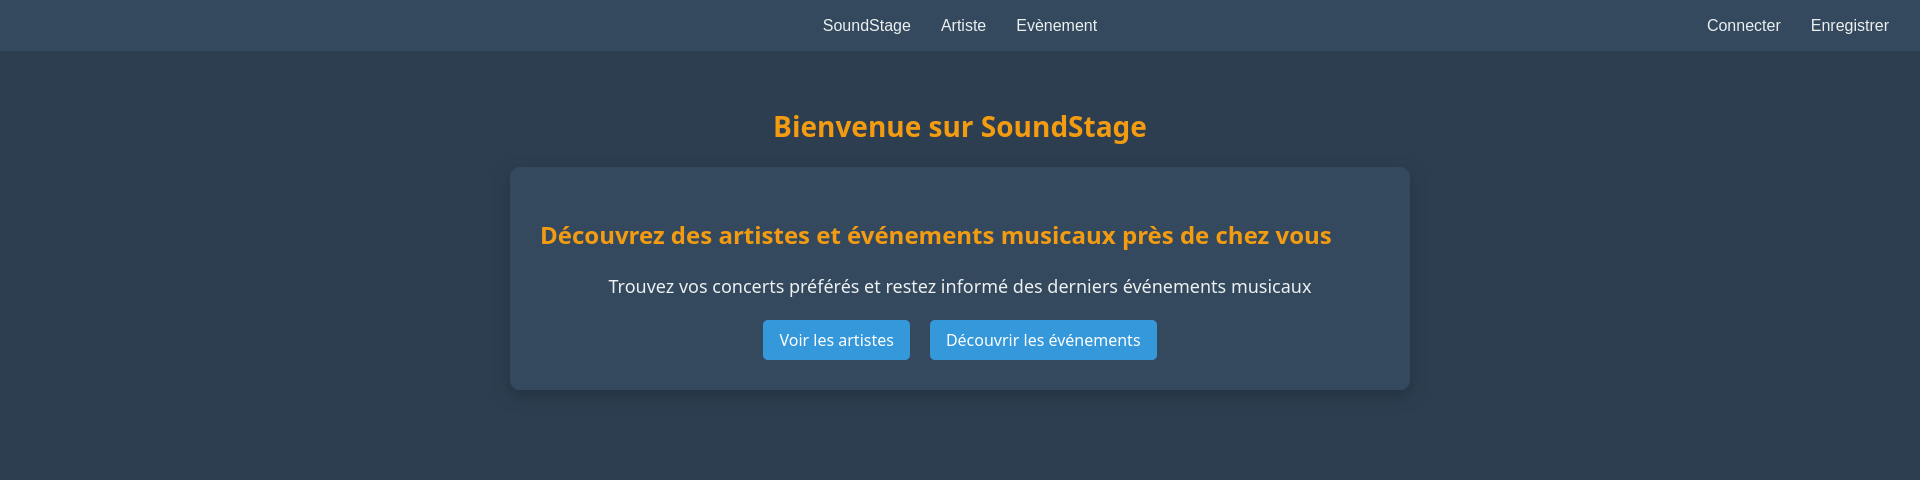 SoundStage Artiste Evènement Connecter Enregistrer
Bienvenue sur SoundStage
Découvrez des artistes et événements musicaux près de chez vous
Trouvez vos concerts préférés et restez informé des derniers événements musicaux
Voir les artistes Découvrir les événements